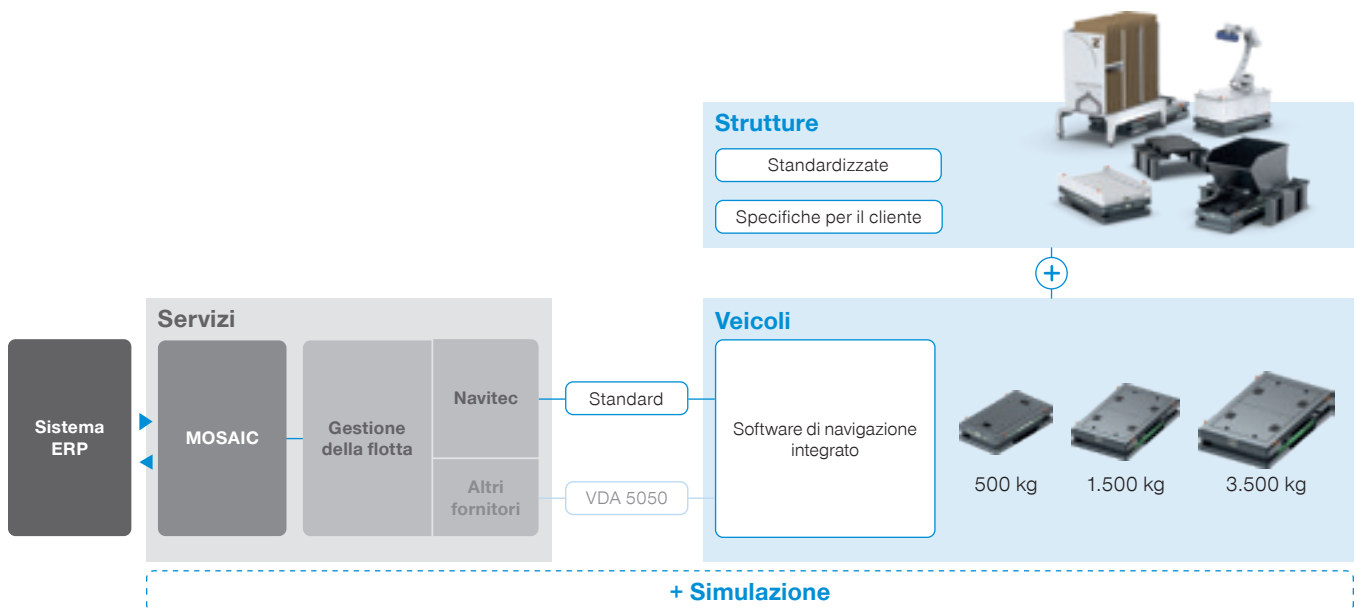 Strutture
Standardizzate
Specifiche per il cliente
Servizi
Veicoli
Sistema
ERP
MOSAIC
Gestione
della flotta
Navitec
Altri
fornitori
Standard
VDA 5050
Software di navigazione
integrato
500 kg
1.500 kg
3.500 kg
+ Simulazione